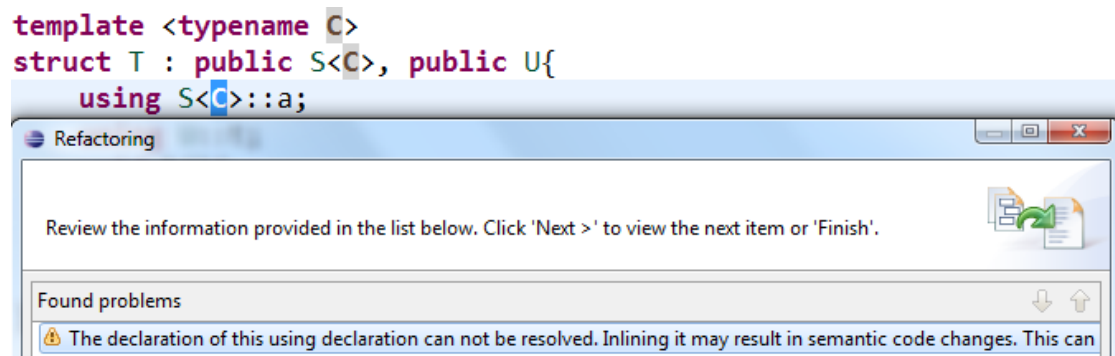 template <typename C>
struct T : public S<C>, public U{
using S<C>::a;
Refactoring
Review the information provided in the list below. Click 'Next >' to view the next item or 'Finish'.
Found problems
The declaration of this using declaration can not be resolved. Inlining it may result in semantic code changes. This can